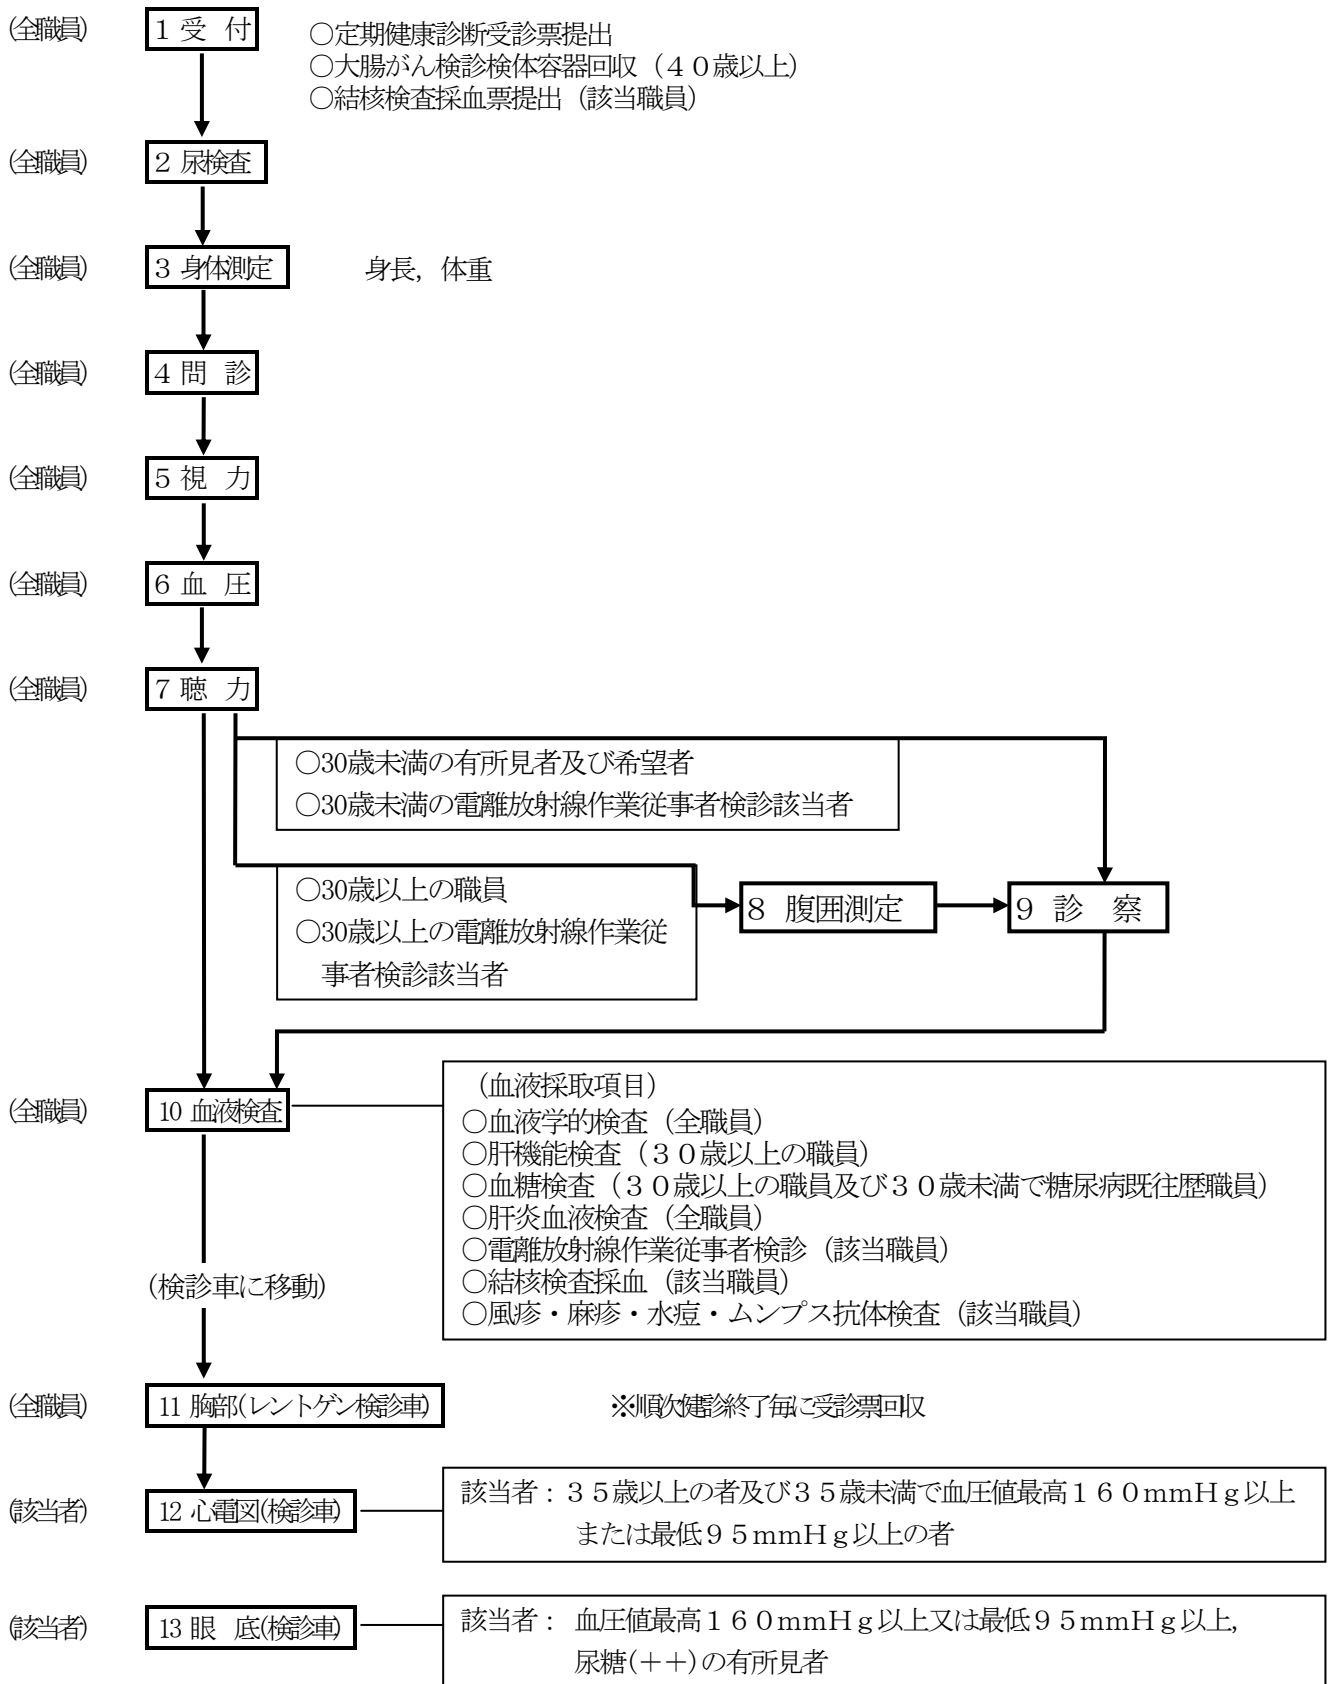 (全職員) 1 受 付 ○定期健康診断受診票提出
○大腸がん検診検体容器回収（４０歳以上）
○結核検査採血票提出（該当職員）
(全職員) 2 尿検査
(全職員) 3 身体測定 身長，体重
(全職員) 4 問 診
(全職員) 5 視 力
(全職員) 6 血 圧
(全職員) 7 聴 力
○30歳未満の有所見者及び希望者
○30歳未満の電離放射線作業従事者検診該当者
○30歳以上の職員
○30歳以上の電離放射線作業従
事者検診該当者
8 腹囲測定 9 診 察
(全職員) 10 血液検査
（血液採取項目）
○血液学的検査（全職員）
○肝機能検査（３０歳以上の職員）
○血糖検査（３０歳以上の職員及び３０歳未満で糖尿病既往歴職員）
○肝炎血液検査（全職員）
○電離放射線作業従事者検診（該当職員）
○結核検査採血（該当職員）
○風疹・麻疹・水痘・ムンプス抗体検査（該当職員）
(検診車に移動)
(全職員) 11 胸部(レントゲン検診車) ※順次健診終了毎に受診票回収
(該当者) 12 心電図(検診車)
該当者：３５歳以上の者及び３５歳未満で血圧値最高１６０mmHｇ以上
または最低９５mmHｇ以上の者
(該当者) 13 眼 底(検診車)
該当者： 血圧値最高１６０mmHｇ以上又は最低９５mmHｇ以上，
尿糖(＋＋)の有所見者